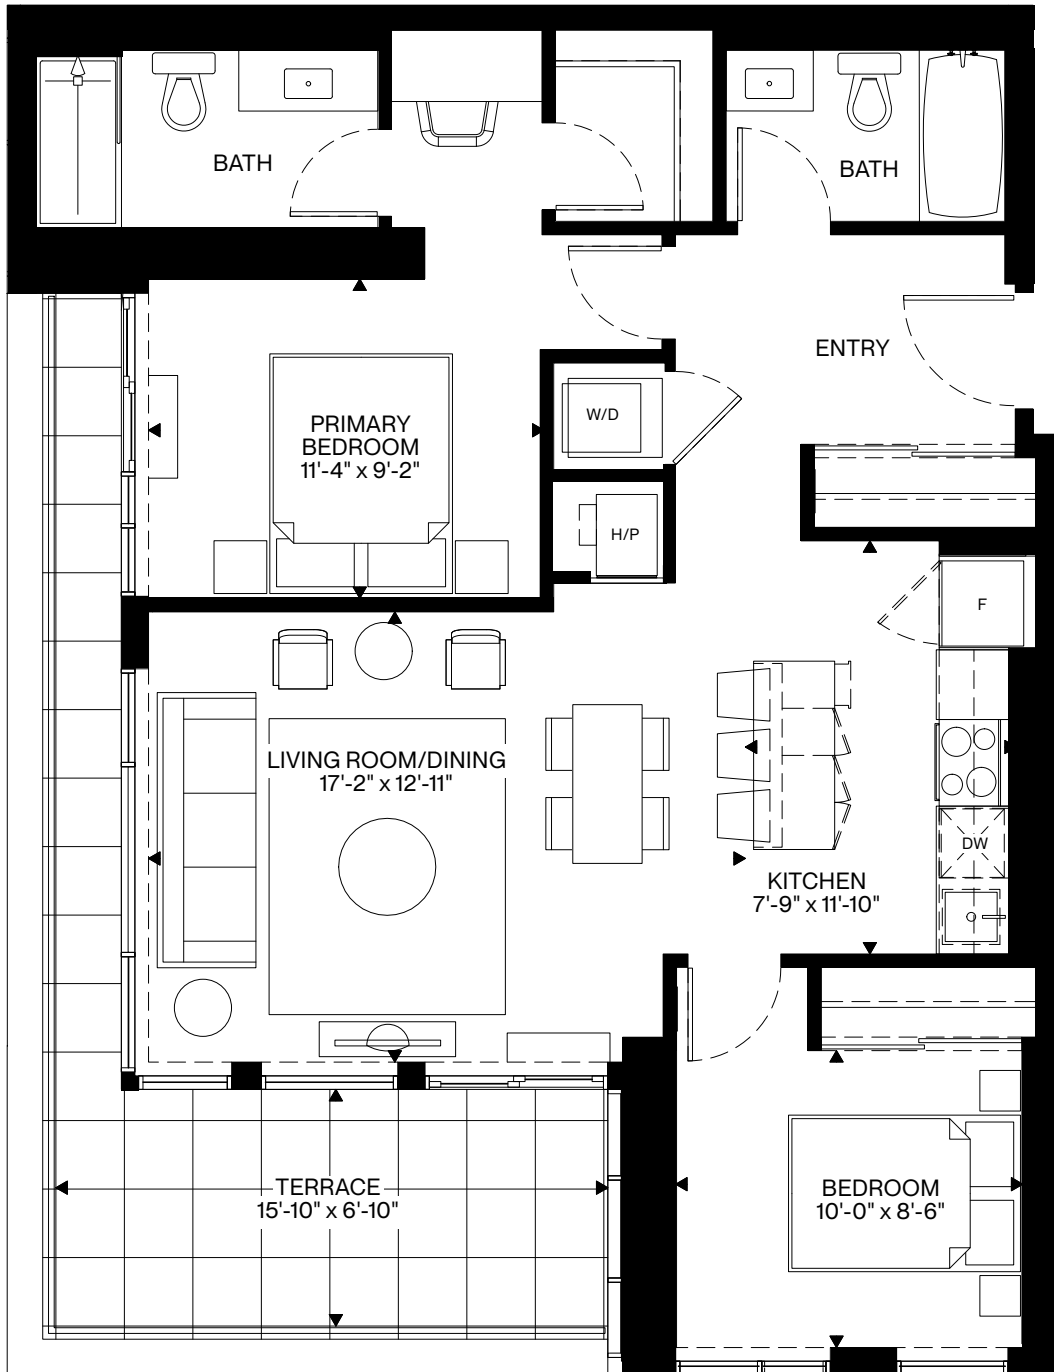 BATH
BATH
ENTRY
W/D
PRIMARY
BEDROOM
11'-4" x 9'-2"
H/P
F
LIVING ROOM/DINING
17'-2" x 12'-11"
DW
KITCHEN
7'-9" x 11'-10"
TERRACE
15'-10" x 6'-10"
BEDROOM
10'-0" x 8'-6"